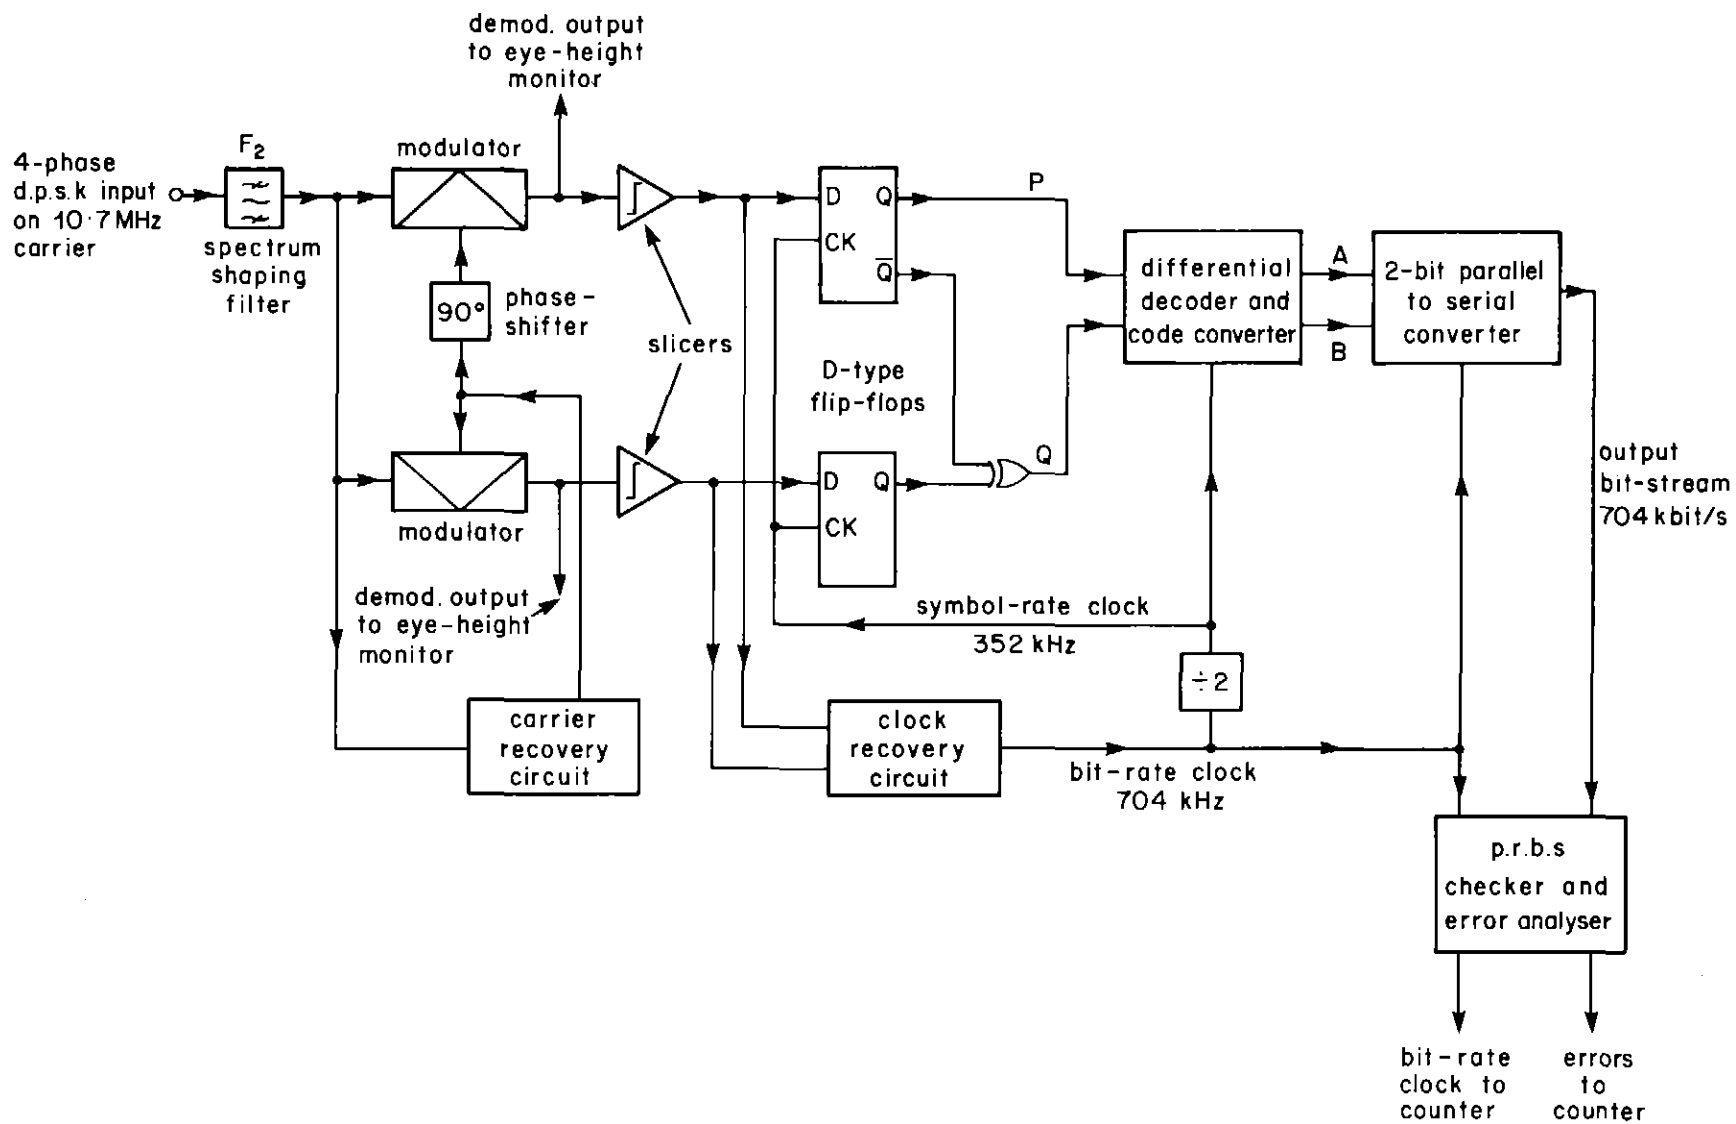 demod. output
to eye-height
monitor
4-phase
d.p.s.k input
on 10·7 MHz
carrier
F2
spectrum
shaping
filter
modulator
90°
phase-
shifter
slicers
modulator
demod. output
to eye-height
monitor
carrier
recovery
circuit
D
Q
CK
Q̅
D-type
flip-flops
D
Q
CK
P
Q
symbol-rate clock
352 kHz
÷2
clock
recovery
circuit
bit-rate clock
704 kHz
differential
decoder and
code converter
A
B
2-bit parallel
to serial
converter
output
bit-stream
704 kbit/s
p.r.b.s
checker and
error analyser
bit-rate
clock to
counter
errors
to
counter